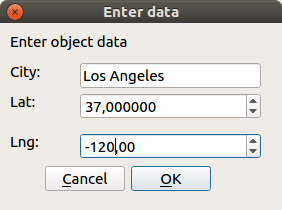 Enter data
Enter object data
City: Los Angeles
Lat: 37,000000
Lng: -120,00
Cancel OK